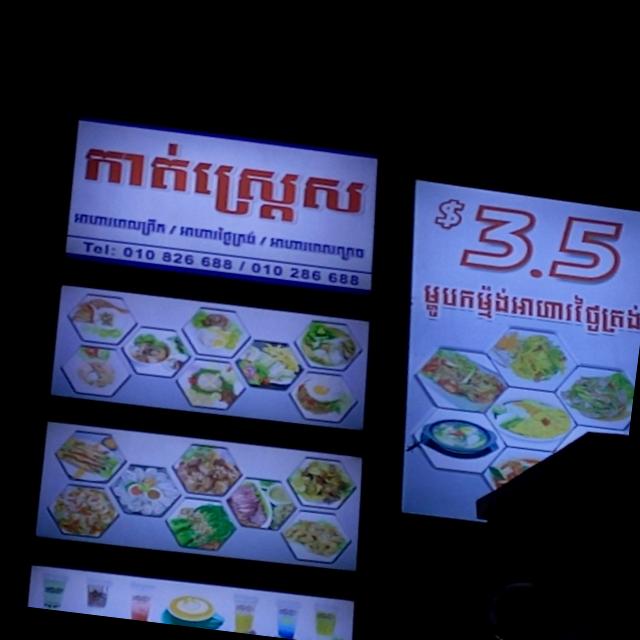 កាត់ស្ត្រេស
អាហារពេលព្រឹក / អាហារថ្ងៃត្រង់ / អាហារពេលល្ងាច
Tel: 010 826 688 / 010 286 688
$3.5
ម្ហូបកម្ម៉ង់អាហារថ្ងៃត្រង់